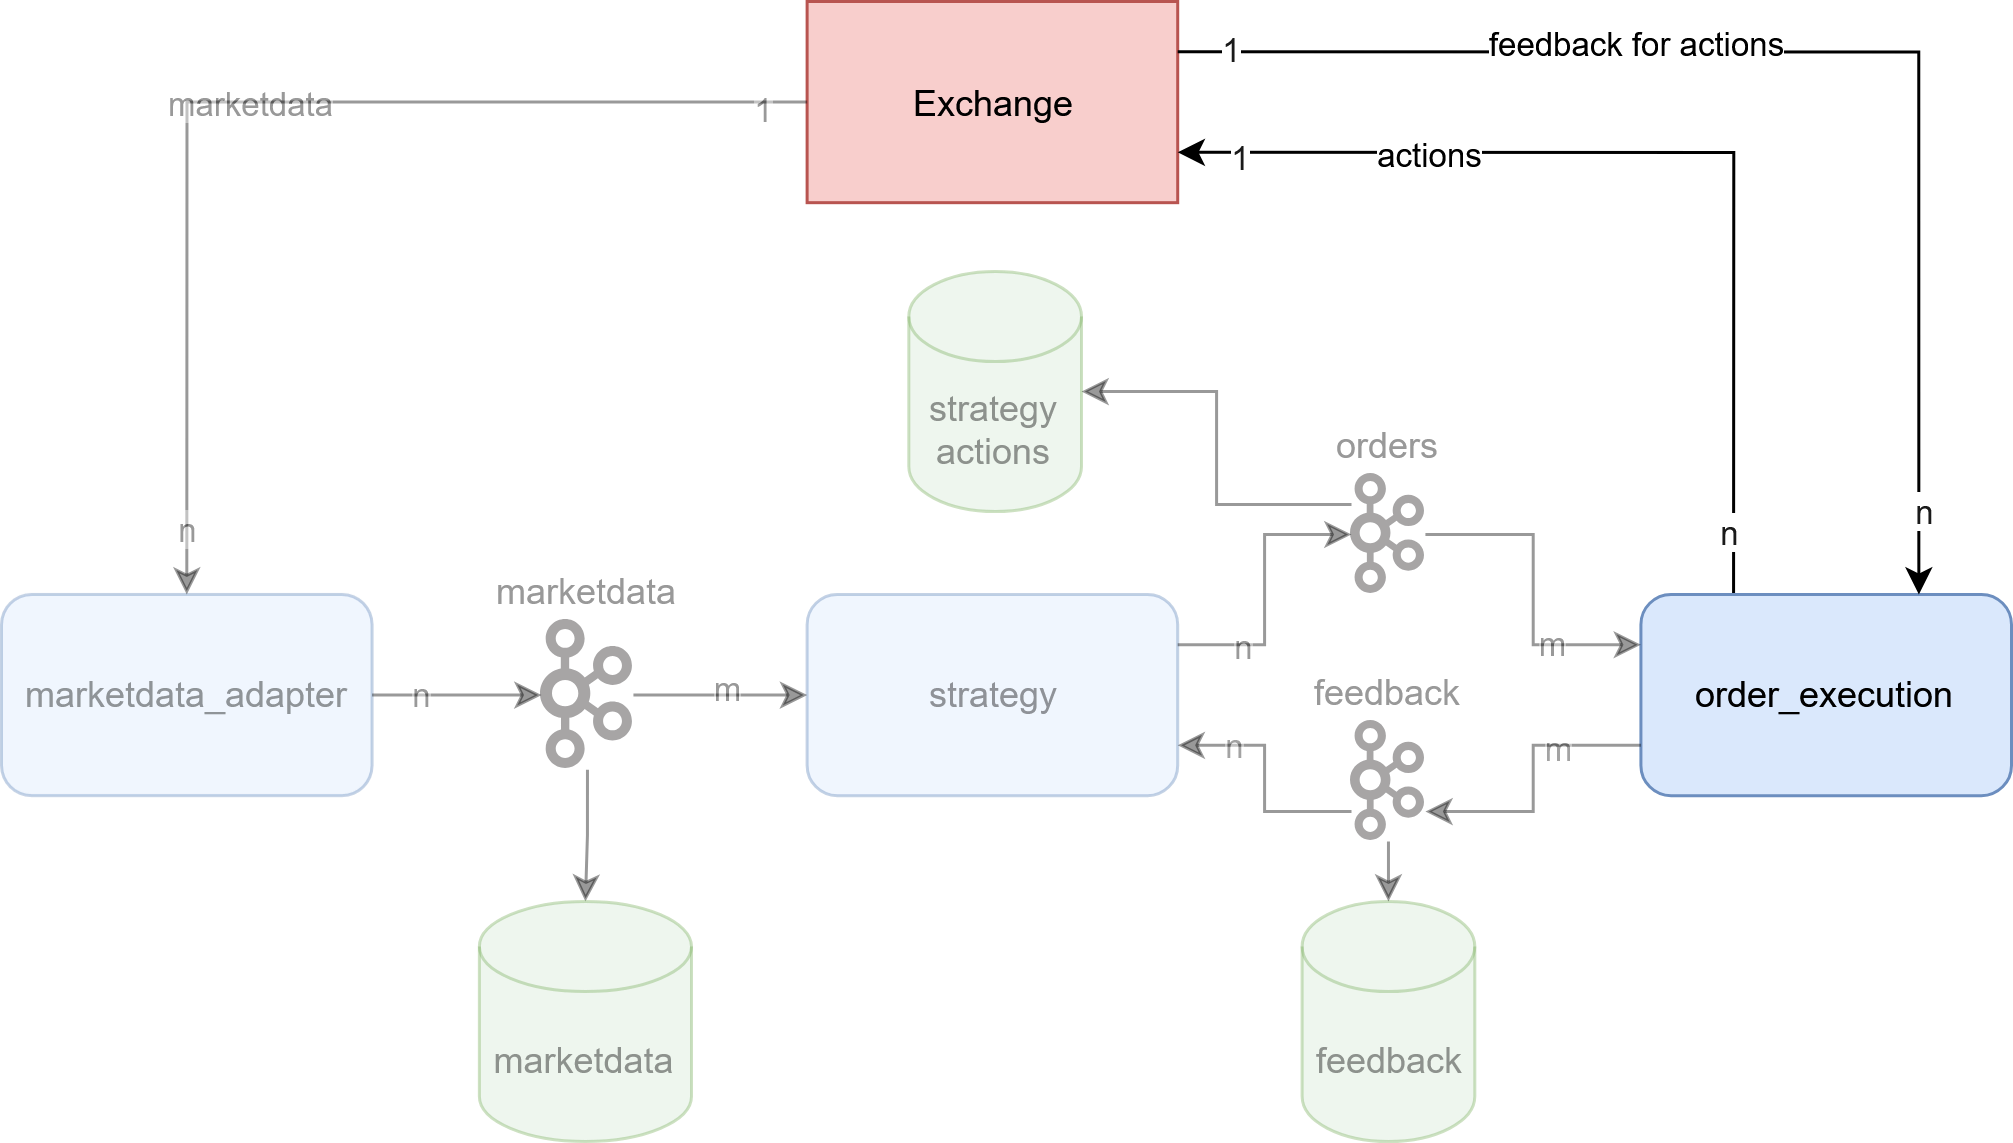 1
feedback for actions
marketdata
1
Exchange
1
actions
strategy
actions
orders
n
n
n
marketdata
n
m
feedback
marketdata_adapter
n
m
strategy
order_execution
n
m
marketdata
feedback